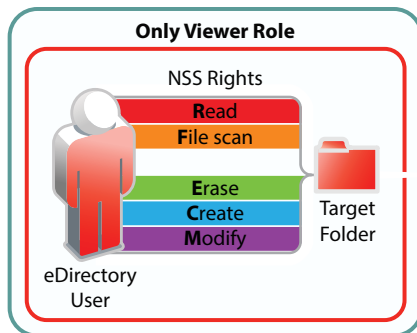 Only Viewer Role
NSS Rights
Read
File scan
Erase
Create
Modify
eDirectory
User
Target
Folder